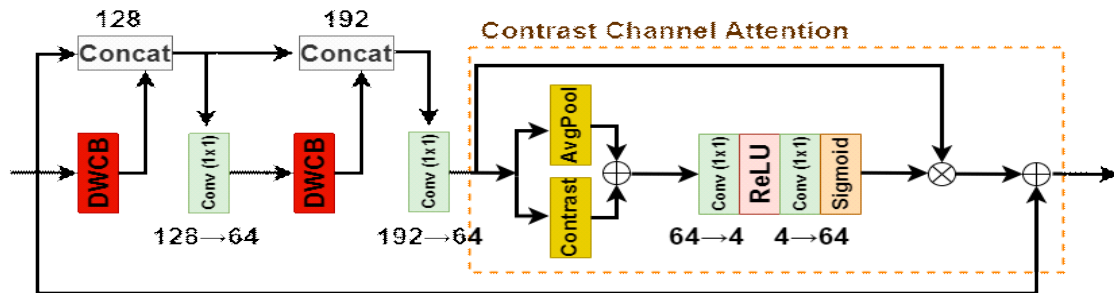 128
192
Contrast Channel Attention
Concat
Concat
DWCB
Conv (1x1)
DWCB
Conv (1x1)
AvgPool
Contrast
Conv (1x1)
ReLU
Conv (1x1)
Sigmoid
128→64
192→64
64→4
4→64